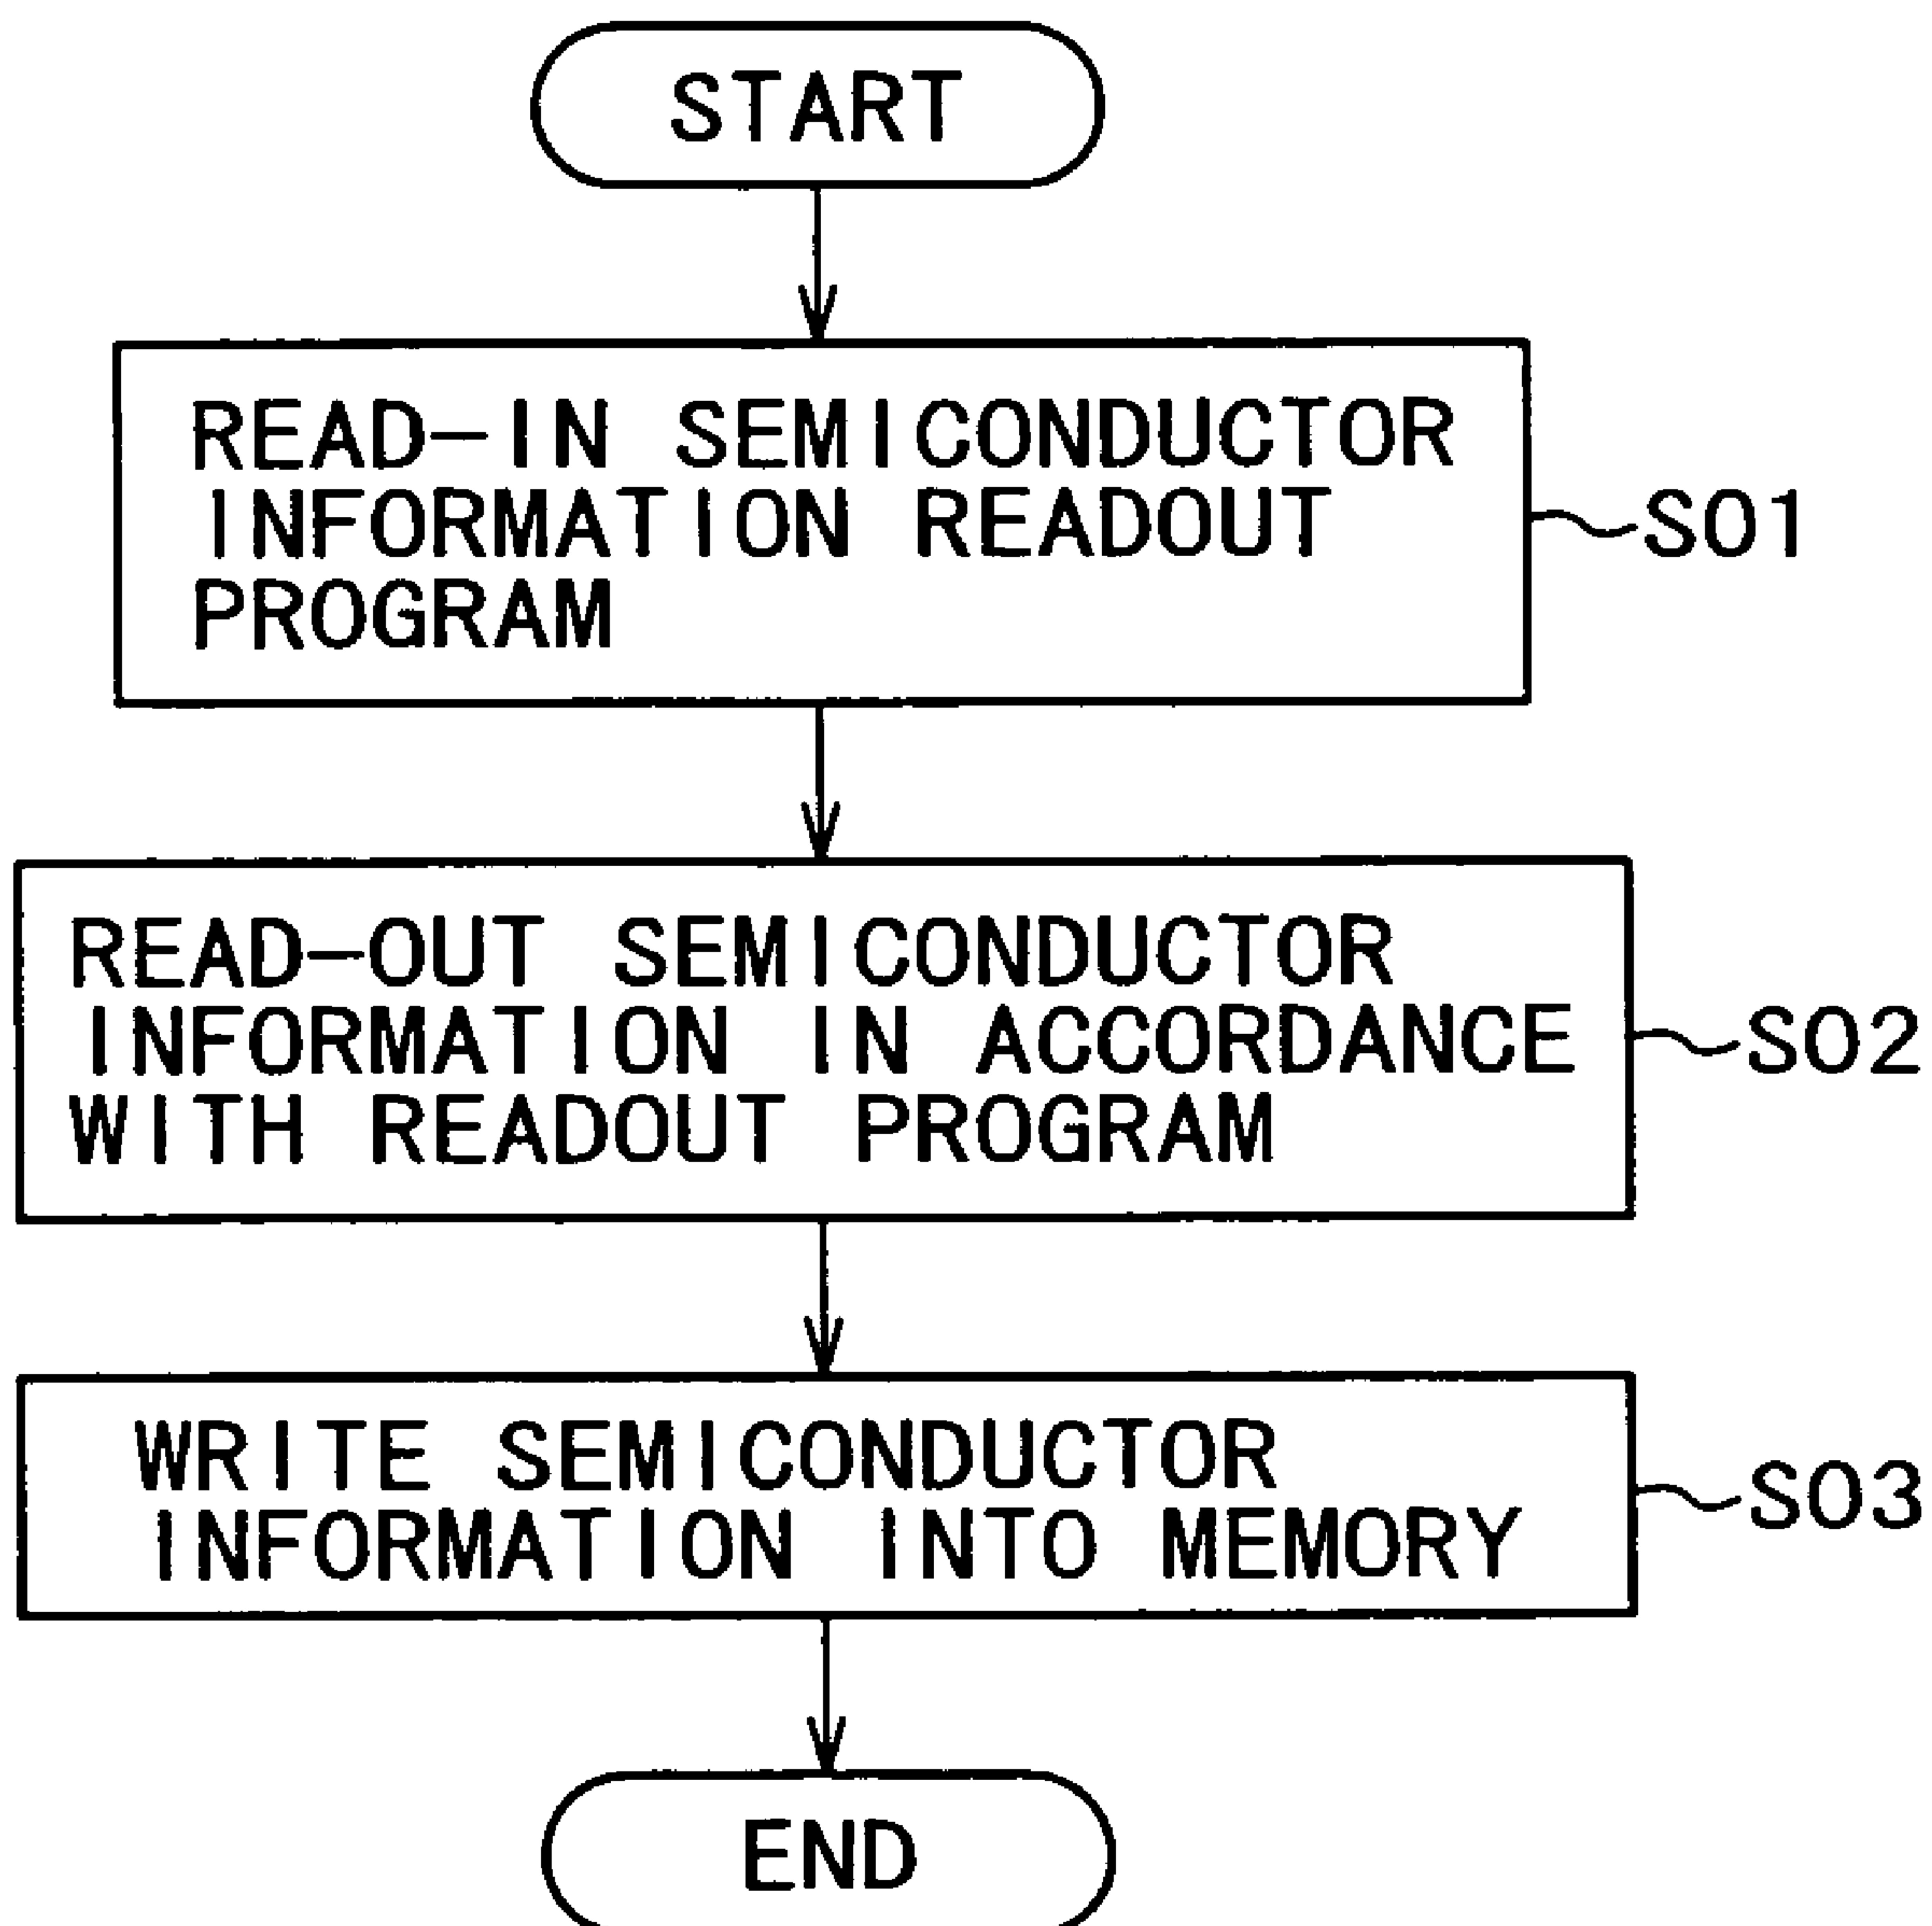 START
READ-IN SEMICONDUCTOR
INFORMATION READOUT
PROGRAM
S01
READ-OUT SEMICONDUCTOR
INFORMATION IN ACCORDANCE
WITH READOUT PROGRAM
S02
WRITE SEMICONDUCTOR
INFORMATION INTO MEMORY
S03
END